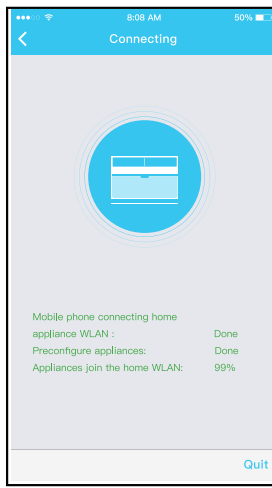 8:08 AM 50%
Connecting
Mobile phone connecting home
appliance WLAN : Done
Preconfigure appliances: Done
Appliances join the home WLAN: 99%
Quit